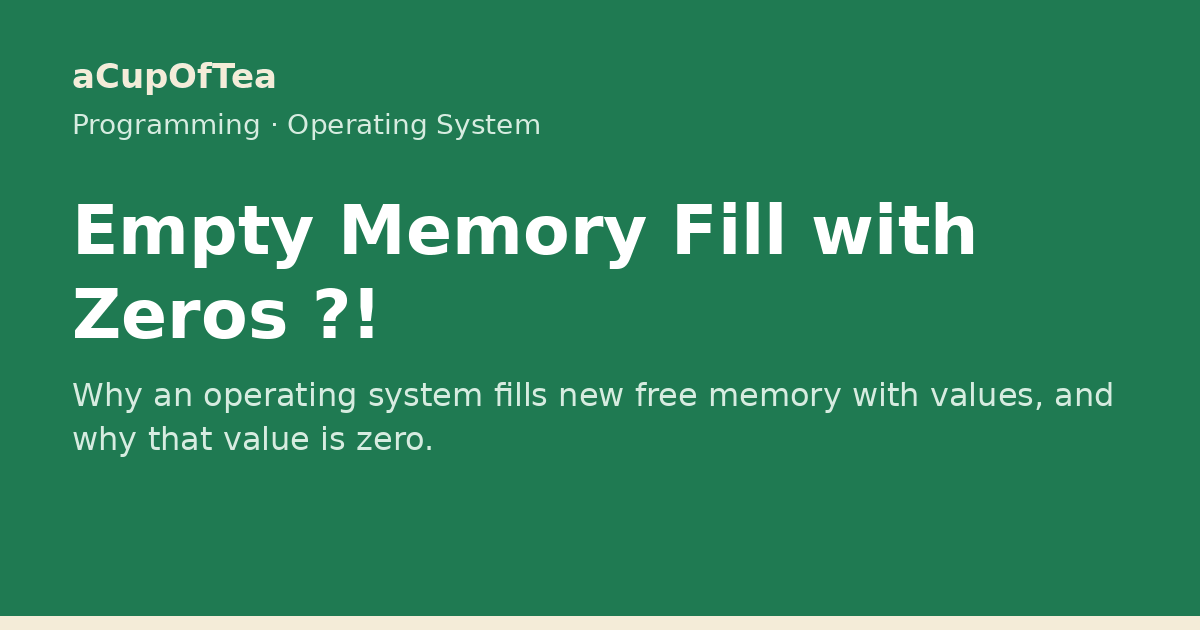 aCupOfTea
Programming · Operating System
Empty Memory Fill with
Zeros ?!
Why an operating system fills new free memory with values, and
why that value is zero.